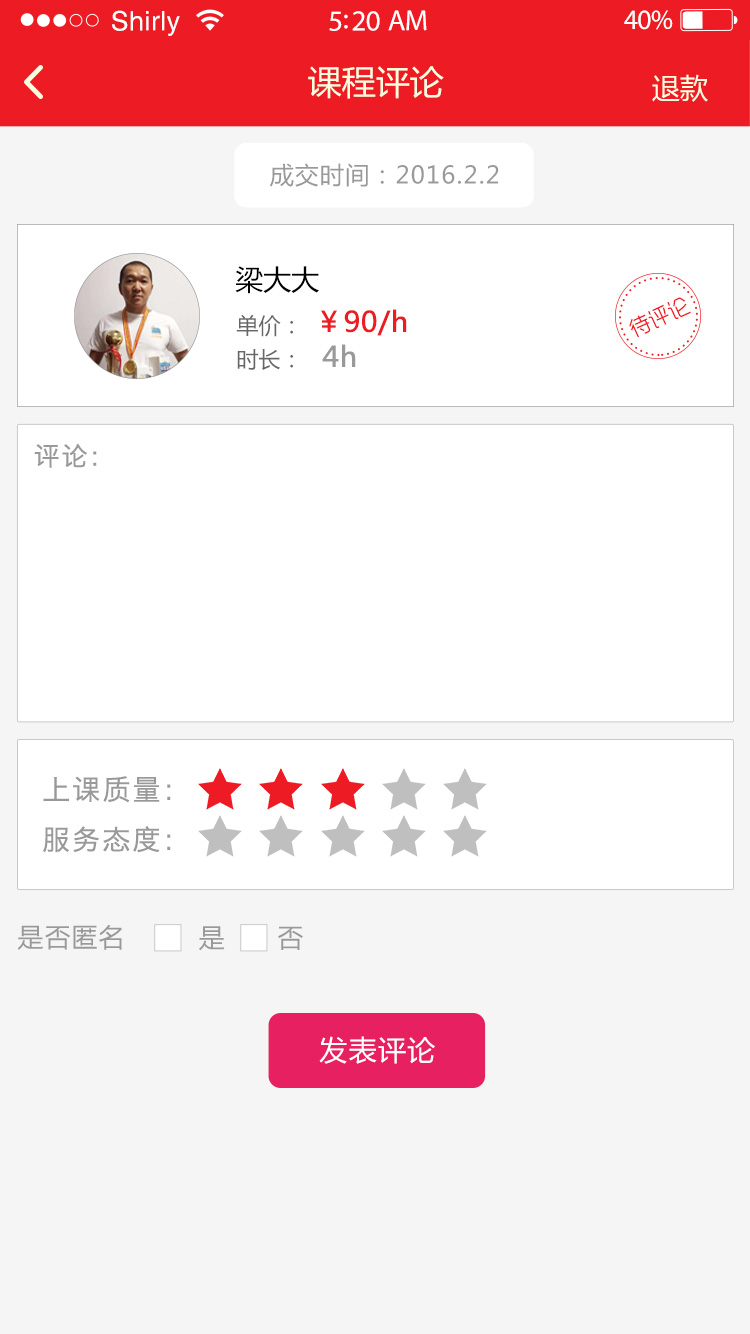 Shirly 5:20 AM 40%
课程评论 退款
成交时间：2016.2.2
梁大大
单价： ¥ 90/h
时长： 4h
待评论
评论：
上课质量：
服务态度：
是否匿名 是 否
发表评论